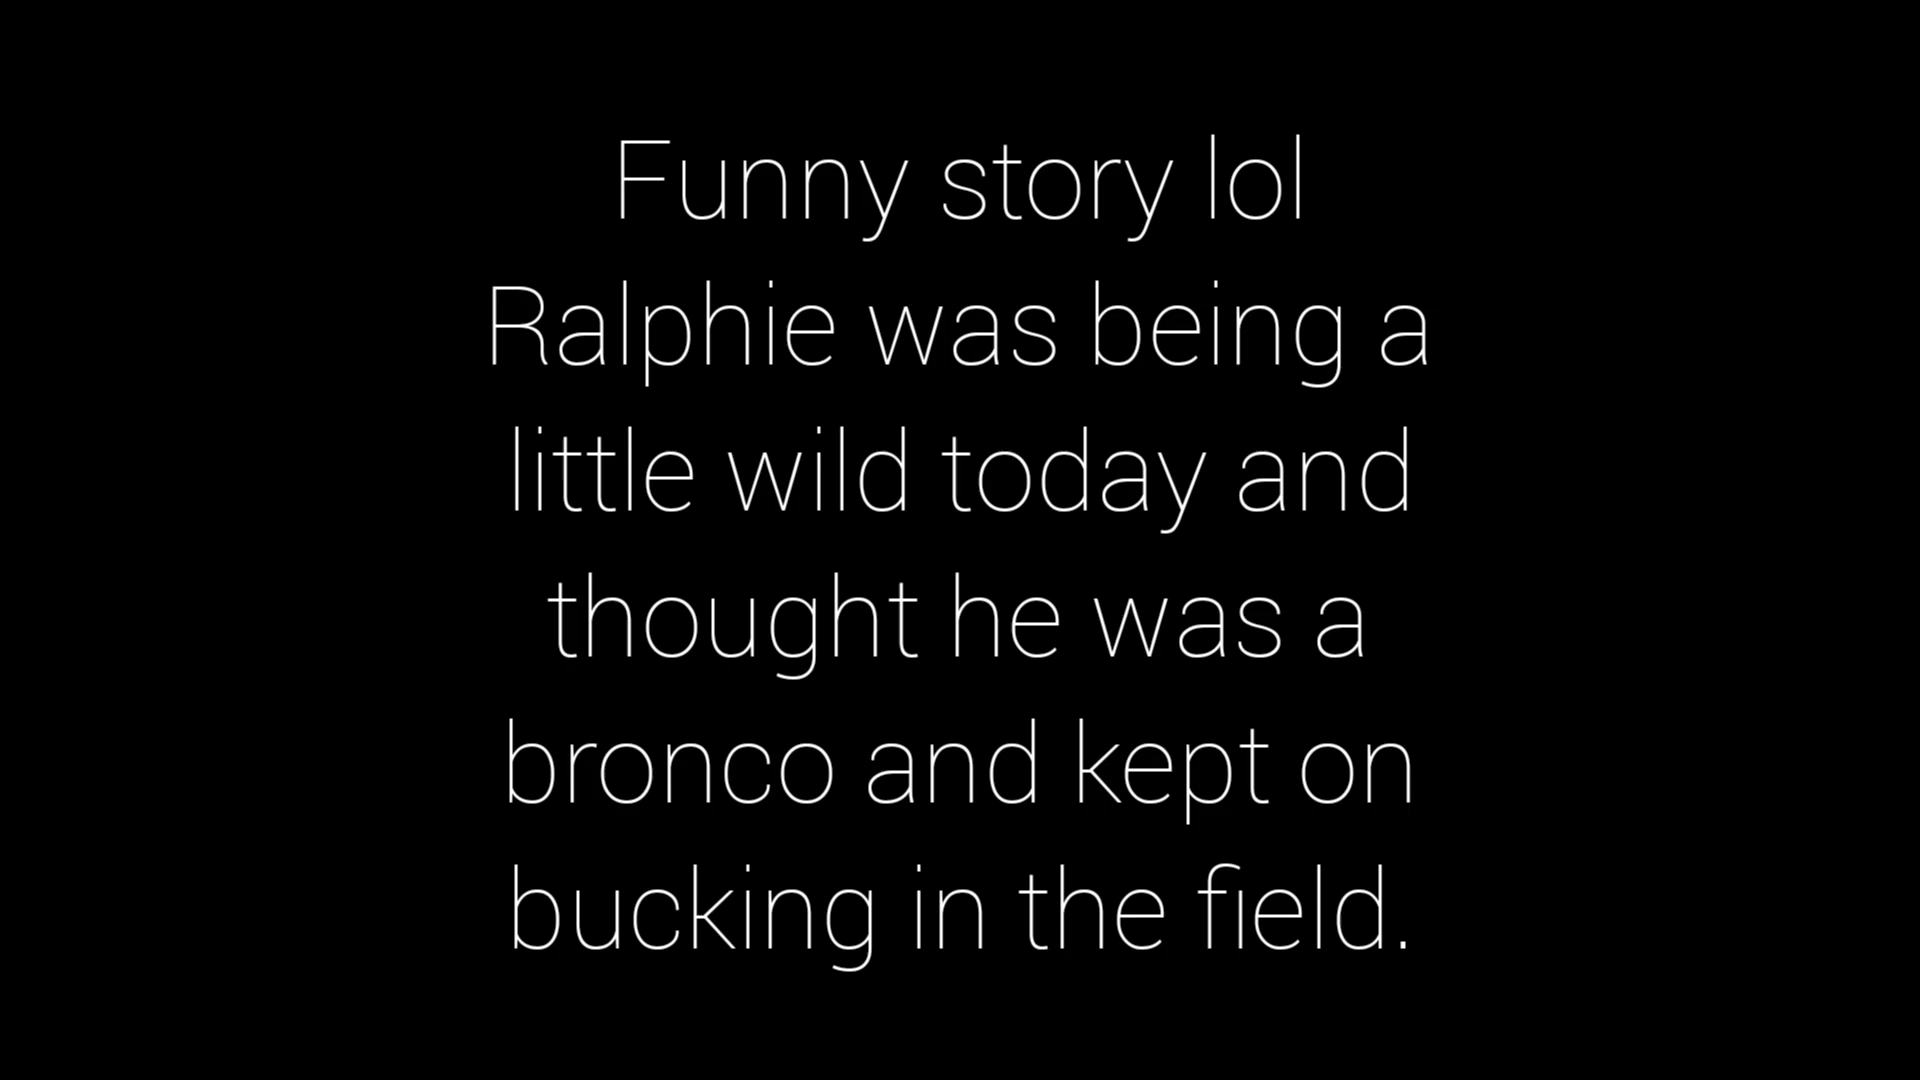 Funny story lol
Ralphie was being a
little wild today and
thought he was a
bronco and kept on
bucking in the field.